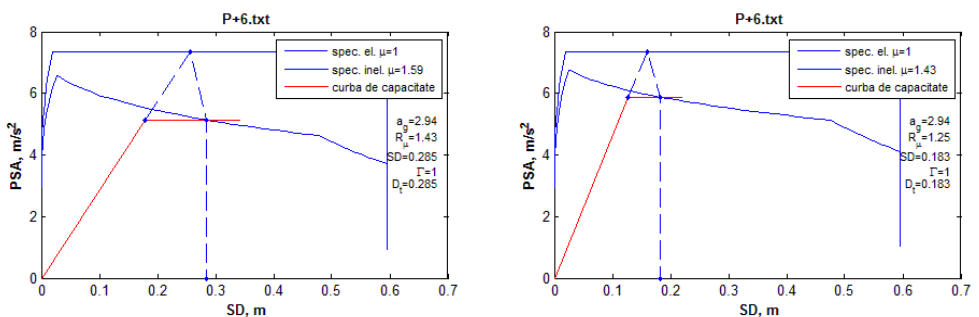 P+6.txt
8
6
4
2
0
PSA, m/s²
spec. el. μ=1
spec. inel. μ=1.59
curba de capacitate
a_g=2.94
R_μ=1.43
SD=0.285
Γ=1
D_t=0.285
0 0.1 0.2 0.3 0.4 0.5 0.6 0.7
SD, m
P+6.txt
8
6
4
2
0
PSA, m/s²
spec. el. μ=1
spec. inel. μ=1.43
curba de capacitate
a_g=2.94
R_μ=1.25
SD=0.183
Γ=1
D_t=0.183
0 0.1 0.2 0.3 0.4 0.5 0.6 0.7
SD, m